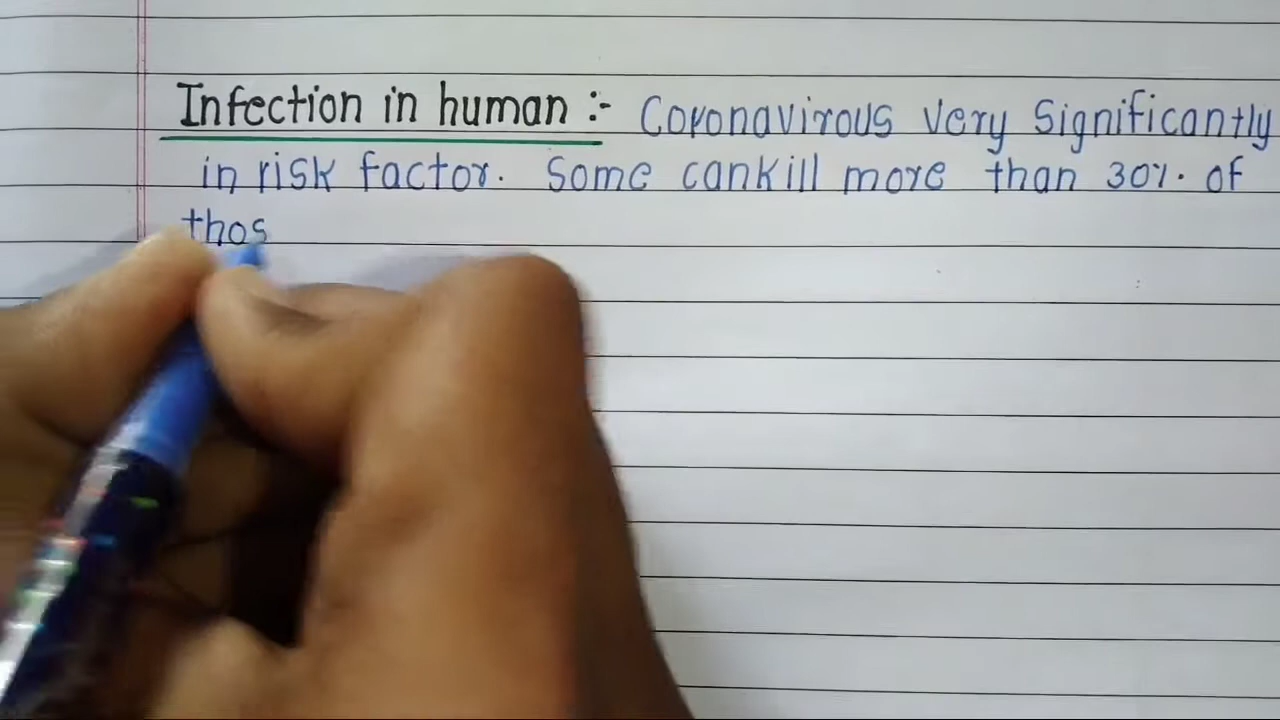 Infection in human :- Coronavirous very Significantly
in risk factor. Some cankill more than 30% of
thos